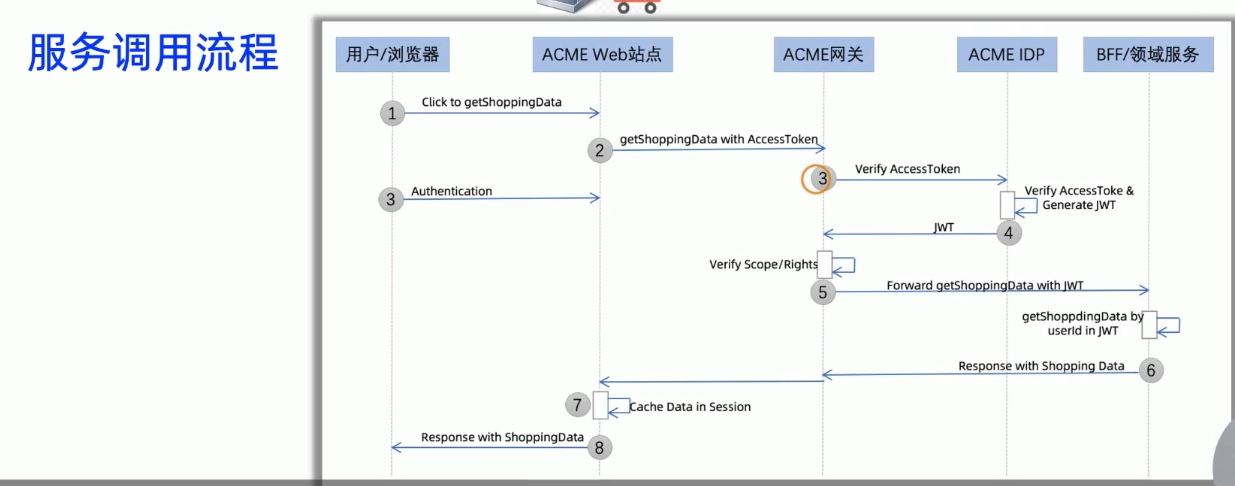 服务调用流程
用户/浏览器
ACME Web站点
ACME网关
ACME IDP
BFF/领域服务
1
Click to getShoppingData
2
getShoppingData with AccessToken
3
Verify AccessToken
3
Authentication
Verify AccessToke &
Generate JWT
JWT
4
Verify Scope/Rights
5
Forward getShoppingData with JWT
getShoppdingData by
userId in JWT
Response with Shopping Data
6
7
Cache Data in Session
Response with ShoppingData
8